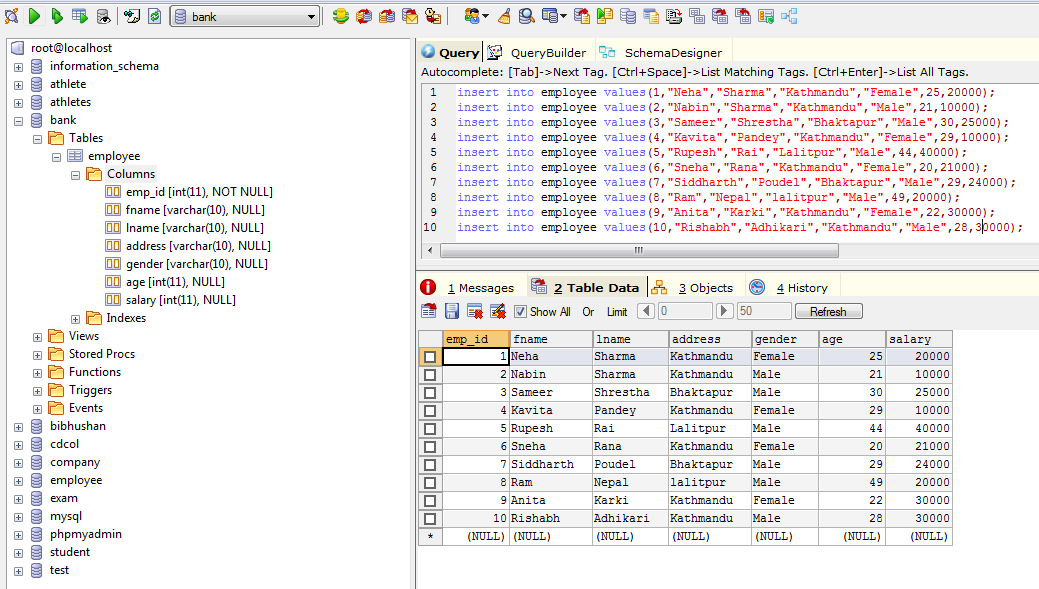 bank
root@localhost
information_schema
athlete
athletes
bank
Tables
employee
Columns
emp_id [int(11), NOT NULL]
fname [varchar(10), NULL]
lname [varchar(10), NULL]
address [varchar(10), NULL]
gender [varchar(10), NULL]
age [int(11), NULL]
salary [int(11), NULL]
Indexes
Views
Stored Procs
Functions
Triggers
Events
bibhushan
cdcol
company
employee
exam
mysql
phpmyadmin
student
test
Query QueryBuilder SchemaDesigner
Autocomplete: [Tab]->Next Tag. [Ctrl+Space]->List Matching Tags. [Ctrl+Enter]->List All Tags.
1 insert into employee values(1,"Neha","Sharma","Kathmandu","Female",25,20000);
2 insert into employee values(2,"Nabin","Sharma","Kathmandu","Male",21,10000);
3 insert into employee values(3,"Sameer","Shrestha","Bhaktapur","Male",30,25000);
4 insert into employee values(4,"Kavita","Pandey","Kathmandu","Female",29,10000);
5 insert into employee values(5,"Rupesh","Rai","Lalitpur","Male",44,40000);
6 insert into employee values(6,"Sneha","Rana","Kathmandu","Female",20,21000);
7 insert into employee values(7,"Siddharth","Poudel","Bhaktapur","Male",29,24000);
8 insert into employee values(8,"Ram","Nepal","lalitpur","Male",49,20000);
9 insert into employee values(9,"Anita","Karki","Kathmandu","Female",22,30000);
10 insert into employee values(10,"Rishabh","Adhikari","Kathmandu","Male",28,30000);
1 Messages 2 Table Data 3 Objects 4 History
Show All Or Limit 0 50 Refresh
emp_id fname lname address gender age salary
1 Neha Sharma Kathmandu Female 25 20000
2 Nabin Sharma Kathmandu Male 21 10000
3 Sameer Shrestha Bhaktapur Male 30 25000
4 Kavita Pandey Kathmandu Female 29 10000
5 Rupesh Rai Lalitpur Male 44 40000
6 Sneha Rana Kathmandu Female 20 21000
7 Siddharth Poudel Bhaktapur Male 29 24000
8 Ram Nepal lalitpur Male 49 20000
9 Anita Karki Kathmandu Female 22 30000
10 Rishabh Adhikari Kathmandu Male 28 30000
* (NULL) (NULL) (NULL) (NULL) (NULL) (NULL) (NULL)